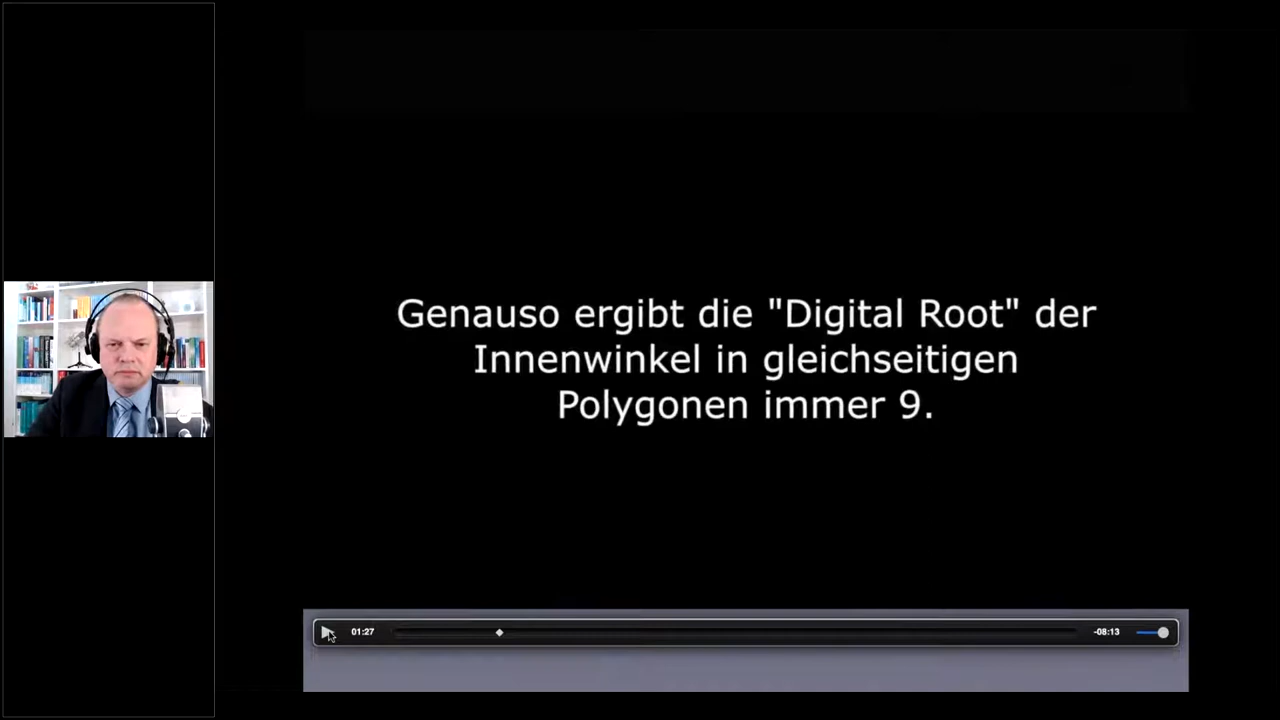 Genauso ergibt die "Digital Root" der
Innenwinkel in gleichseitigen
Polygonen immer 9.
01:27
-08:13